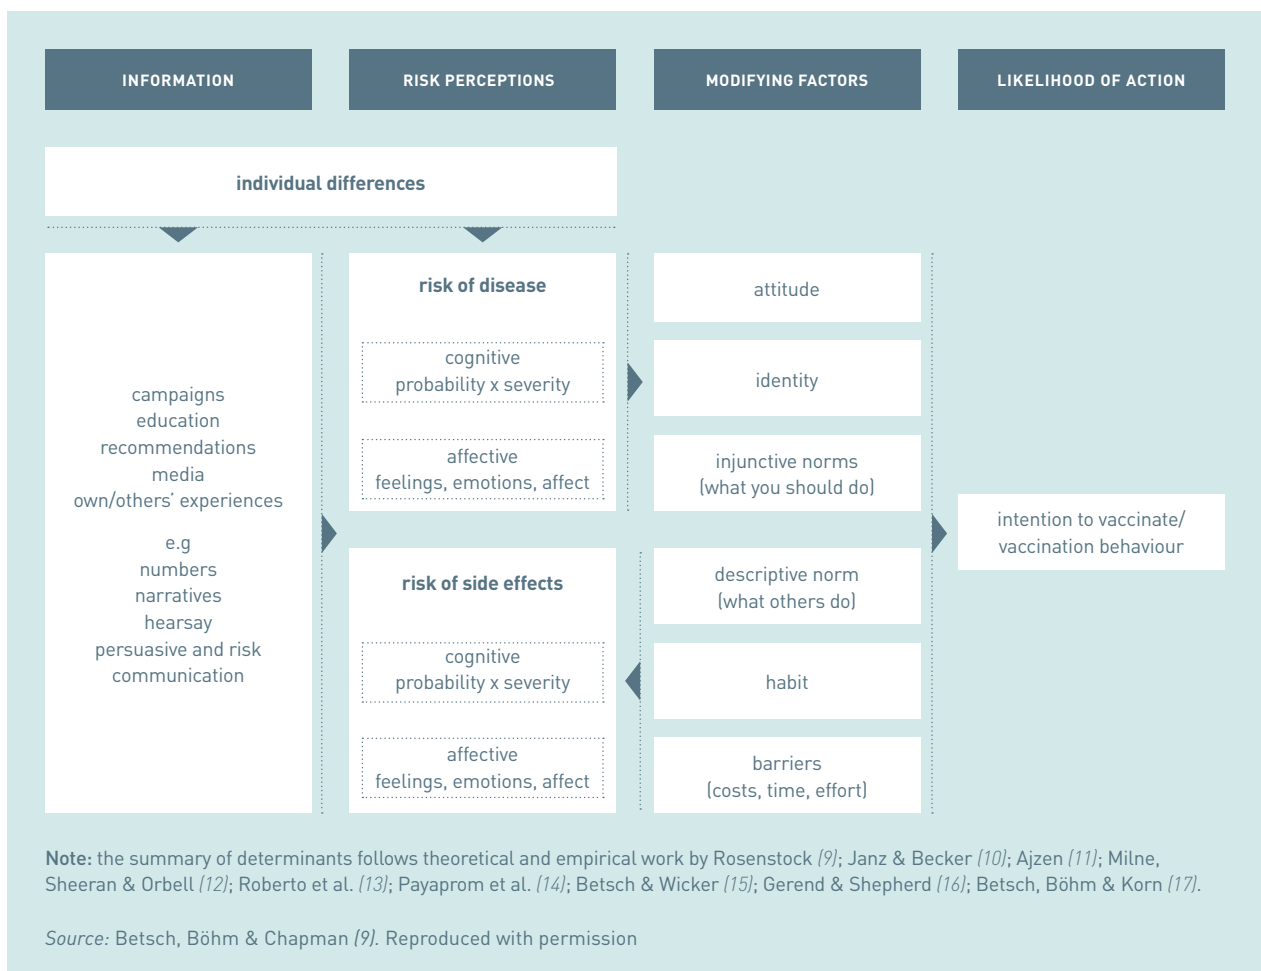 INFORMATION
RISK PERCEPTIONS
MODIFYING FACTORS
LIKELIHOOD OF ACTION
individual differences
campaigns
education
recommendations
media
own/others’ experiences
e.g
numbers
narratives
hearsay
persuasive and risk
communication
risk of disease
cognitive
probability x severity
affective
feelings, emotions, affect
risk of side effects
cognitive
probability x severity
affective
feelings, emotions, affect
attitude
identity
injunctive norms
(what you should do)
descriptive norm
(what others do)
habit
barriers
(costs, time, effort)
intention to vaccinate/
vaccination behaviour
Note: the summary of determinants follows theoretical and empirical work by Rosenstock (9); Janz & Becker (10); Ajzen (11); Milne,
Sheeran & Orbell (12); Roberto et al. (13); Payaprom et al. (14); Betsch & Wicker (15); Gerend & Shepherd (16); Betsch, Böhm & Korn (17).
Source: Betsch, Böhm & Chapman (9). Reproduced with permission